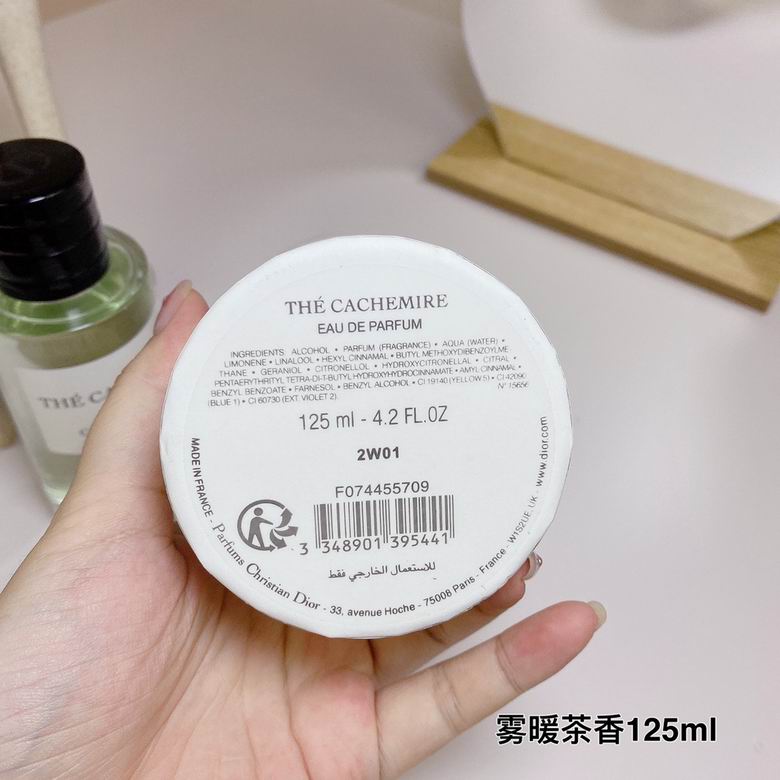 THÉ CACHEMIRE
EAU DE PARFUM
INGREDIENTS: ALCOHOL • PARFUM (FRAGRANCE) • AQUA (WATER) •
LIMONENE • LINALOOL • HEXYL CINNAMAL • BUTYL METHOXYDIBENZOYLME
THANE • GERANIOL • CITRONELLOL • HYDROXYCITRONELLAL • CITRAL •
PENTAERYTHRITYL TETRA-DI-T-BUTYL HYDROXYHYDROCINNAMATE • AMYL CINNAMAL •
BENZYL BENZOATE • FARNESOL • BENZYL ALCOHOL • CI 19140 (YELLOW 5) • CI 42090
(BLUE 1) • CI 60730 (EXT. VIOLET 2). N° 15656
125 ml - 4.2 FL.OZ
2W01
F074455709
3 348901 395441
للاستعمال الخارجي فقط
MADE IN FRANCE - Parfums Christian Dior - 33, avenue Hoche - 75008 Paris - France - W1S2UE, UK - www.dior.com
THÉ CA
雾暖茶香125ml